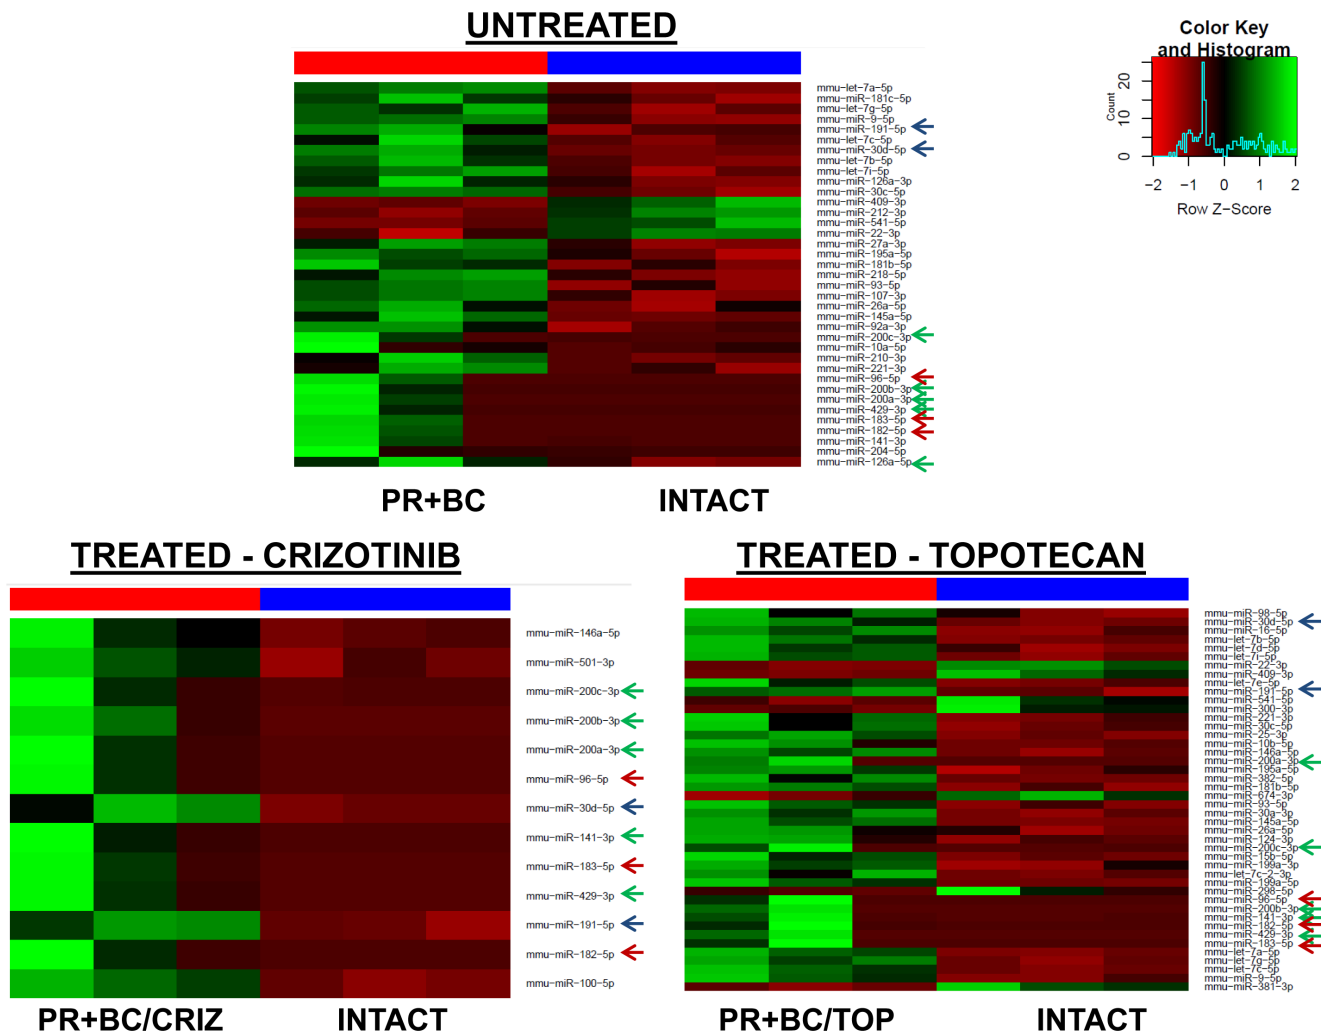 UNTREATED
Color Key
and Histogram
Count
0 10 20
−2 −1 0 1 2
Row Z−Score
mmu−let−7a−5p
mmu−miR−181c−5p
mmu−let−7g−5p
mmu−miR−9−5p
mmu−miR−191−5p
mmu−let−7c−5p
mmu−miR−30d−5p
mmu−let−7b−5p
mmu−let−7i−5p
mmu−miR−126a−3p
mmu−miR−30c−5p
mmu−miR−409−3p
mmu−miR−212−3p
mmu−miR−541−5p
mmu−miR−22−3p
mmu−miR−27a−3p
mmu−miR−195a−5p
mmu−miR−181b−5p
mmu−miR−218−5p
mmu−miR−93−5p
mmu−miR−107−3p
mmu−miR−26a−5p
mmu−miR−145a−5p
mmu−miR−92a−3p
mmu−miR−200c−3p
mmu−miR−10a−5p
mmu−miR−210−3p
mmu−miR−221−3p
mmu−miR−96−5p
mmu−miR−200b−3p
mmu−miR−200a−3p
mmu−miR−429−3p
mmu−miR−183−5p
mmu−miR−182−5p
mmu−miR−141−3p
mmu−miR−204−5p
mmu−miR−126a−5p
PR+BC INTACT
TREATED - CRIZOTINIB
mmu−miR−146a−5p
mmu−miR−501−3p
mmu−miR−200c−3p
mmu−miR−200b−3p
mmu−miR−200a−3p
mmu−miR−96−5p
mmu−miR−30d−5p
mmu−miR−141−3p
mmu−miR−183−5p
mmu−miR−429−3p
mmu−miR−191−5p
mmu−miR−182−5p
mmu−miR−100−5p
PR+BC/CRIZ INTACT
TREATED - TOPOTECAN
mmu−miR−98−5p
mmu−miR−30d−5p
mmu−miR−16−5p
mmu−let−7b−5p
mmu−let−7d−5p
mmu−let−7i−5p
mmu−miR−22−3p
mmu−miR−409−3p
mmu−let−7e−5p
mmu−miR−191−5p
mmu−miR−541−5p
mmu−miR−300−3p
mmu−miR−221−3p
mmu−miR−30c−5p
mmu−miR−25−3p
mmu−miR−10b−5p
mmu−miR−146a−5p
mmu−miR−200a−3p
mmu−miR−195a−5p
mmu−miR−382−5p
mmu−miR−181b−5p
mmu−miR−674−3p
mmu−miR−93−5p
mmu−miR−30a−3p
mmu−miR−145a−5p
mmu−miR−26a−5p
mmu−miR−124−3p
mmu−miR−200c−3p
mmu−miR−15b−5p
mmu−miR−199a−3p
mmu−let−7c−2−3p
mmu−miR−199a−5p
mmu−miR−298−5p
mmu−miR−96−5p
mmu−miR−200b−3p
mmu−miR−141−3p
mmu−miR−182−5p
mmu−miR−429−3p
mmu−miR−183−5p
mmu−let−7a−5p
mmu−let−7g−5p
mmu−let−7c−5p
mmu−miR−9−5p
mmu−miR−381−3p
PR+BC/TOP INTACT